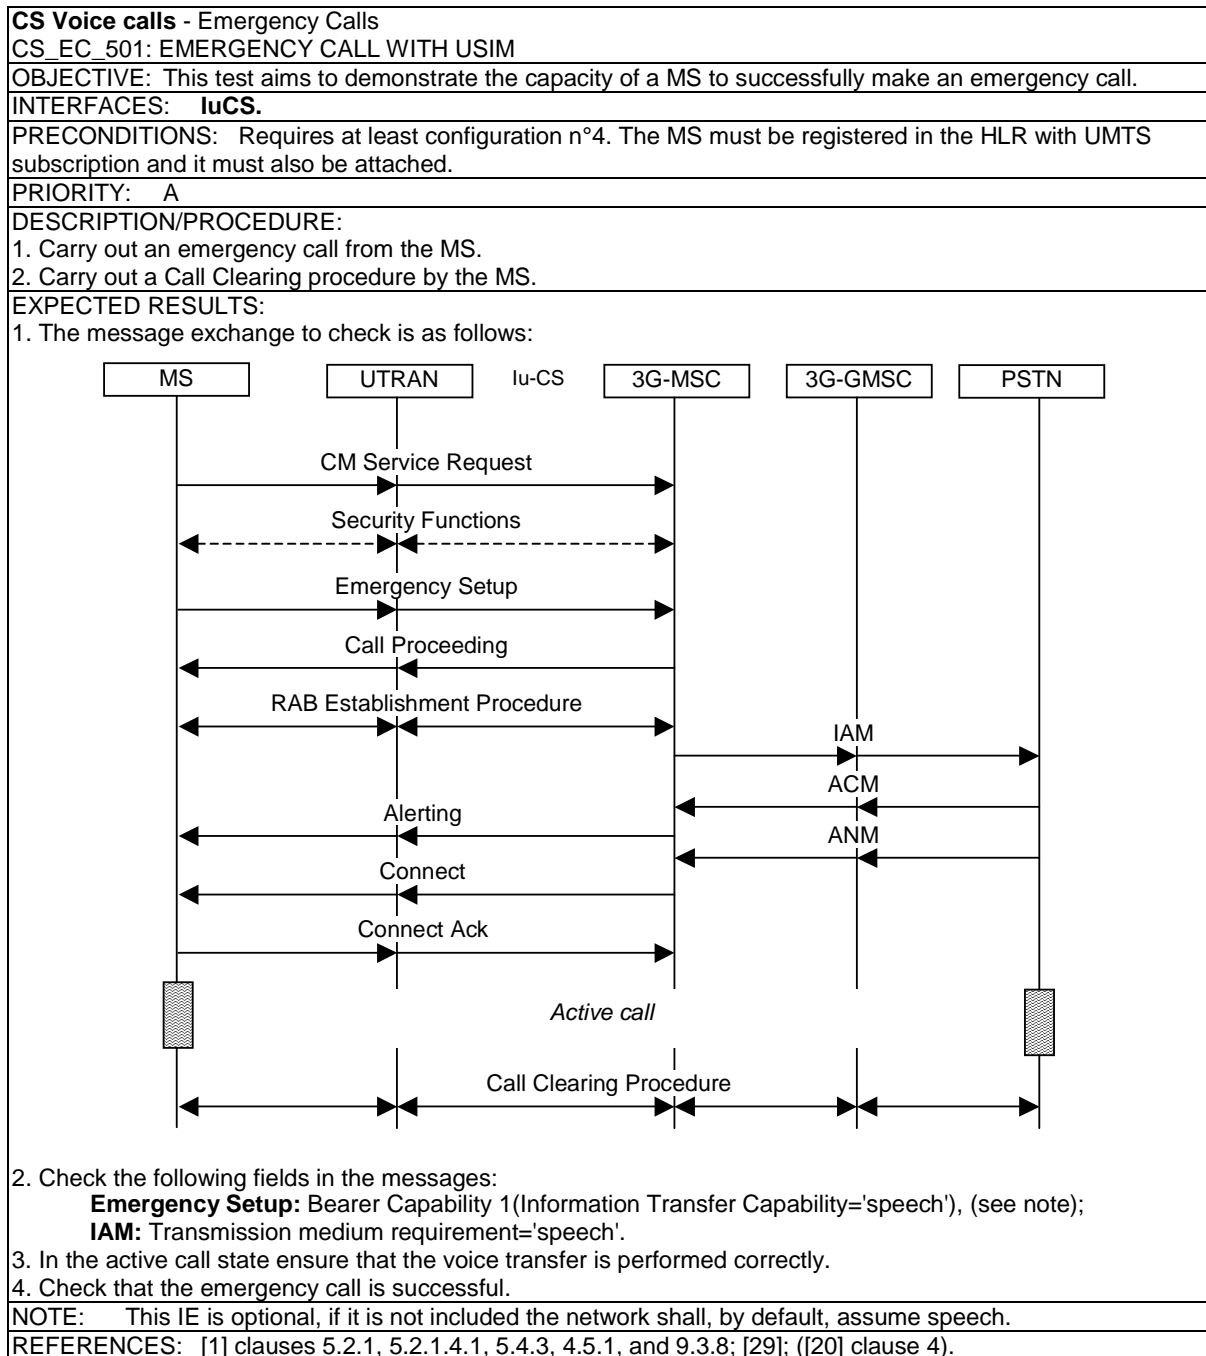 CS Voice calls - Emergency Calls
CS_EC_501: EMERGENCY CALL WITH USIM
OBJECTIVE: This test aims to demonstrate the capacity of a MS to successfully make an emergency call.
INTERFACES: IuCS.
PRECONDITIONS: Requires at least configuration n°4. The MS must be registered in the HLR with UMTS
subscription and it must also be attached.
PRIORITY: A
DESCRIPTION/PROCEDURE:
1. Carry out an emergency call from the MS.
2. Carry out a Call Clearing procedure by the MS.
EXPECTED RESULTS:
1. The message exchange to check is as follows:
MS UTRAN Iu-CS 3G-MSC 3G-GMSC PSTN
CM Service Request
Security Functions
Emergency Setup
Call Proceeding
RAB Establishment Procedure
IAM
ACM
Alerting
ANM
Connect
Connect Ack
Active call
Call Clearing Procedure
2. Check the following fields in the messages:
Emergency Setup: Bearer Capability 1(Information Transfer Capability='speech'), (see note);
IAM: Transmission medium requirement='speech'.
3. In the active call state ensure that the voice transfer is performed correctly.
4. Check that the emergency call is successful.
NOTE: This IE is optional, if it is not included the network shall, by default, assume speech.
REFERENCES: [1] clauses 5.2.1, 5.2.1.4.1, 5.4.3, 4.5.1, and 9.3.8; [29]; ([20] clause 4).